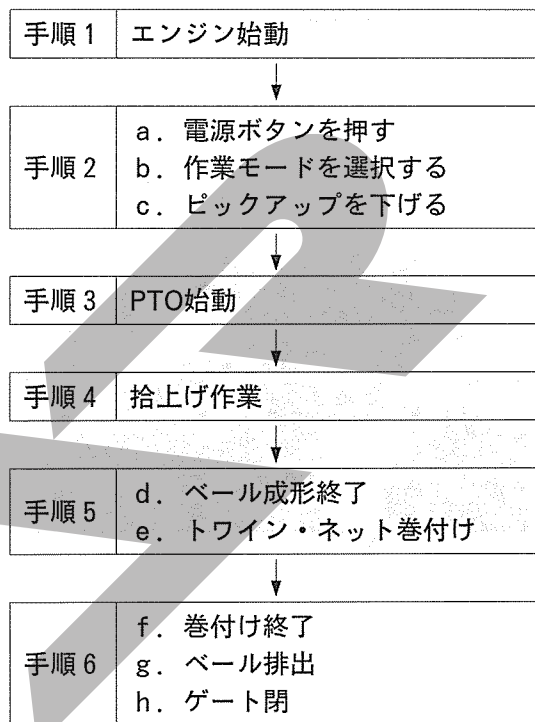 手順1 エンジン始動
a. 電源ボタンを押す
手順2 b. 作業モードを選択する
c. ピックアップを下げる
手順3 PTO始動
手順4 拾上げ作業
手順5 d. ベール成形終了
e. トワイン・ネット巻付け
手順6 f. 巻付け終了
g. ベール排出
h. ゲート閉